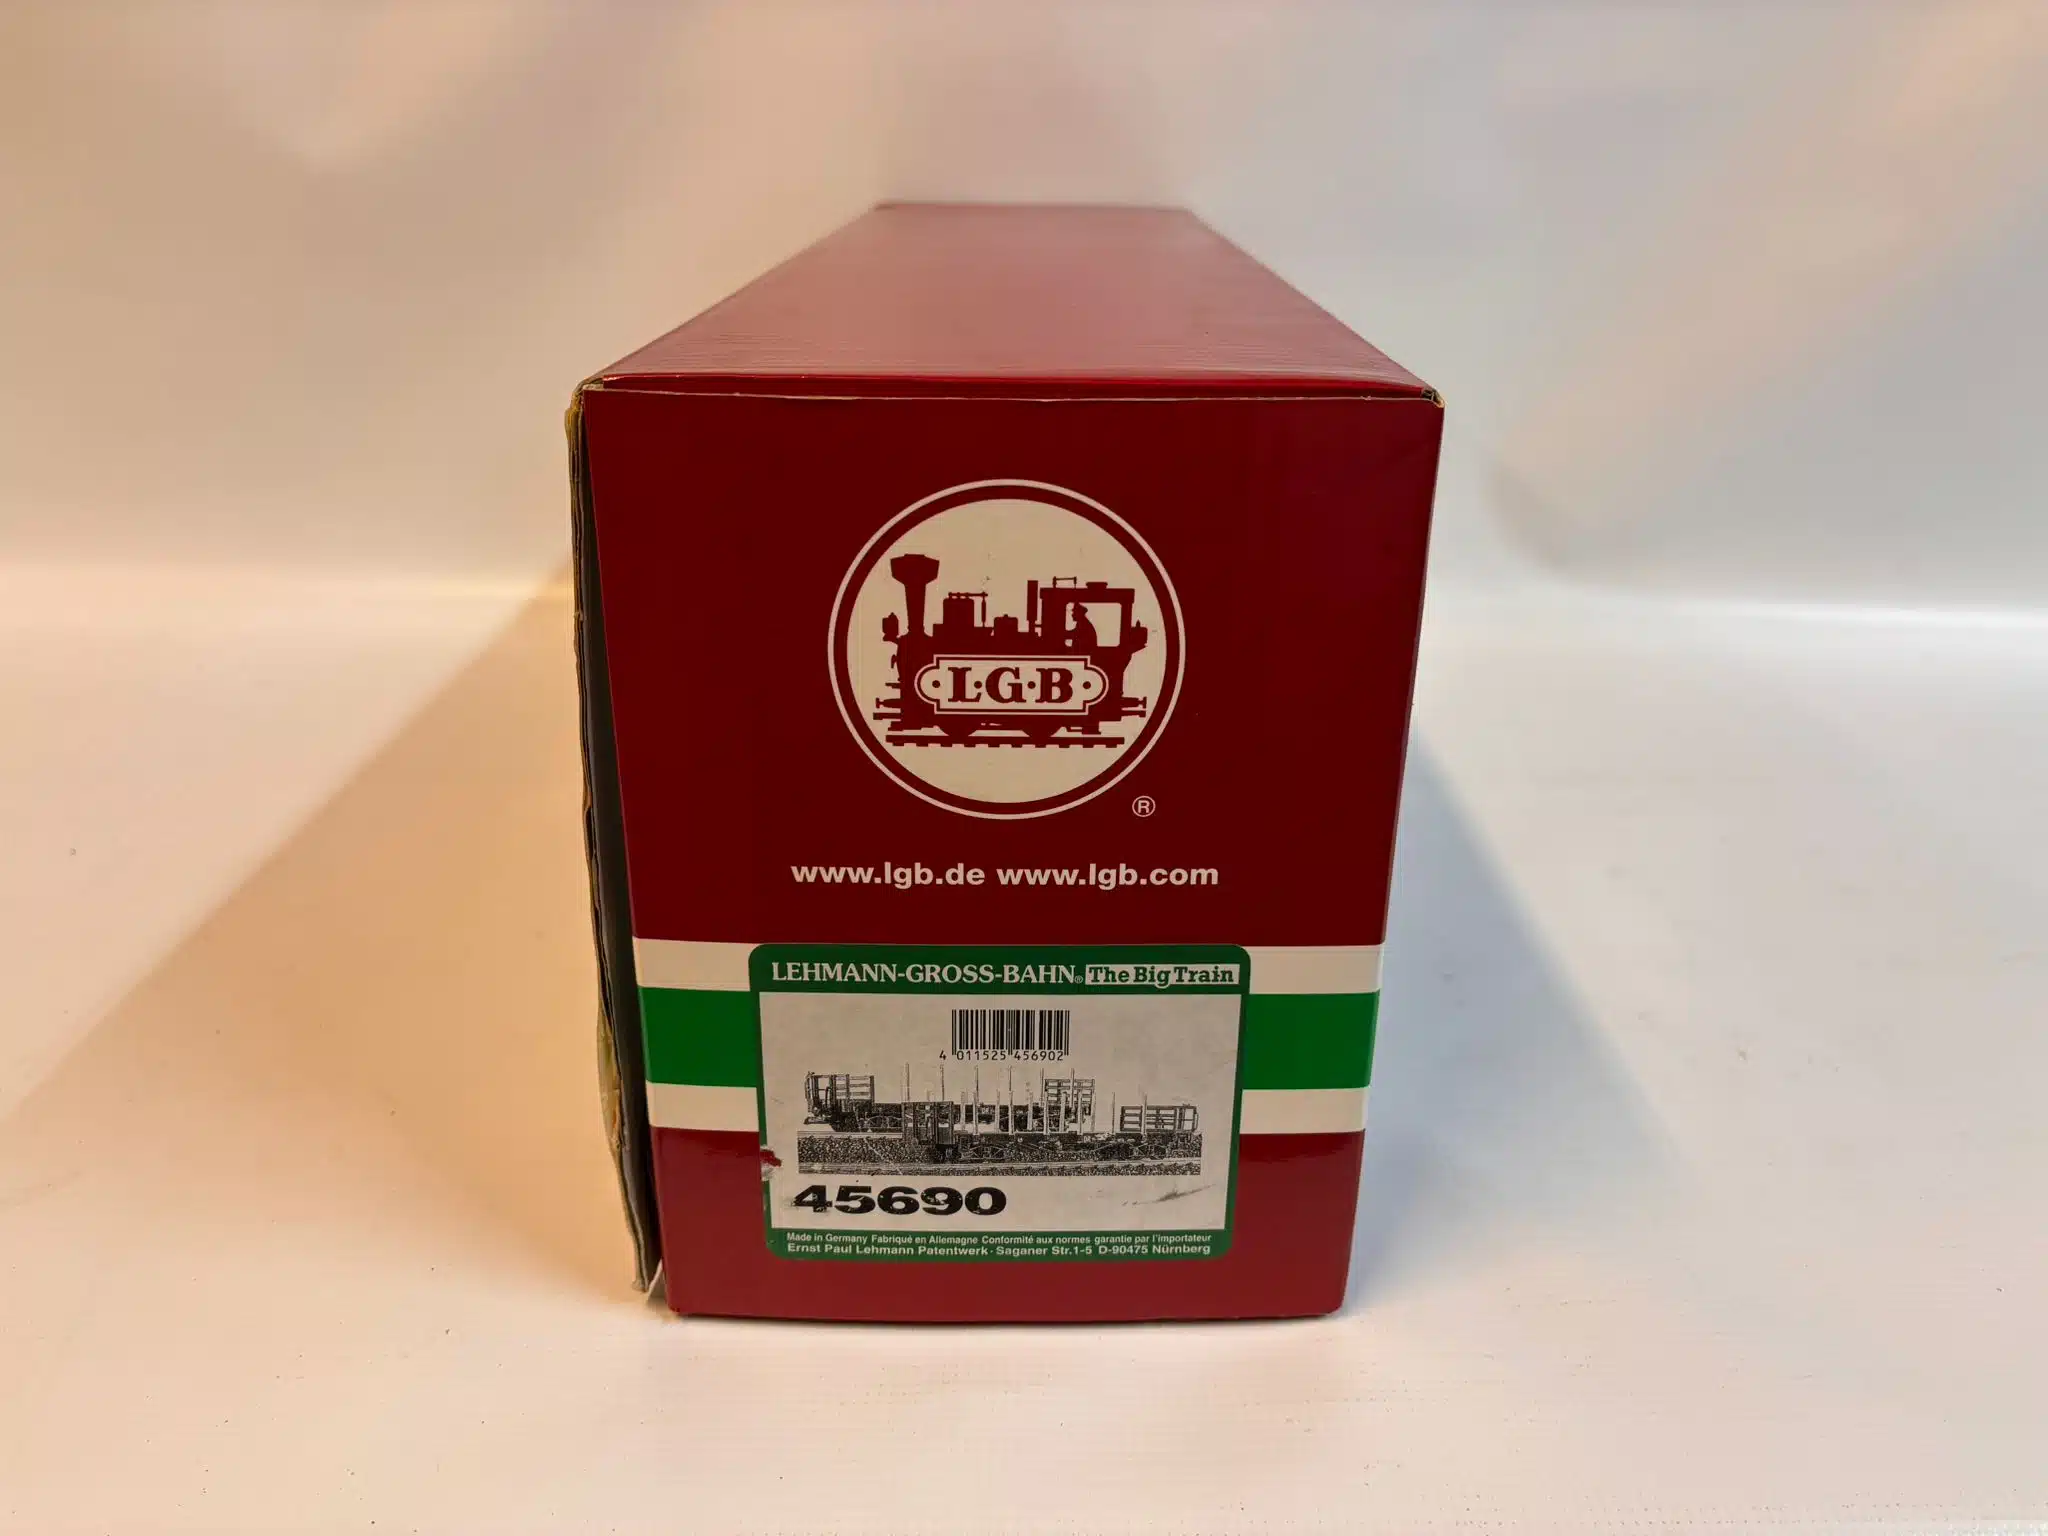 L·G·B
®
www.lgb.de www.lgb.com
LEHMANN-GROSS-BAHN® The Big Train
4 011525 456902
45690
Made in Germany Fabriqué en Allemagne Conformité aux normes garantie par l'importateur
Ernst Paul Lehmann Patentwerk · Saganer Str.1-5 D-90475 Nürnberg